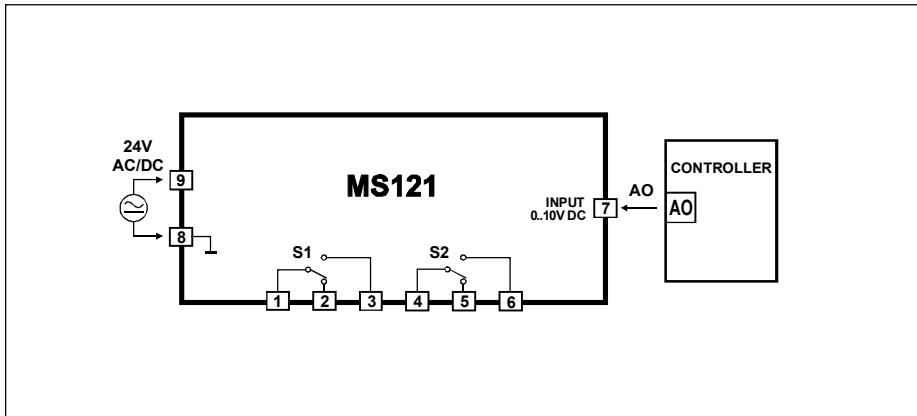 24V
AC/DC
9
8
MS121
S1
S2
1
2
3
4
5
6
INPUT
0..10V DC
7
AO
CONTROLLER
AO